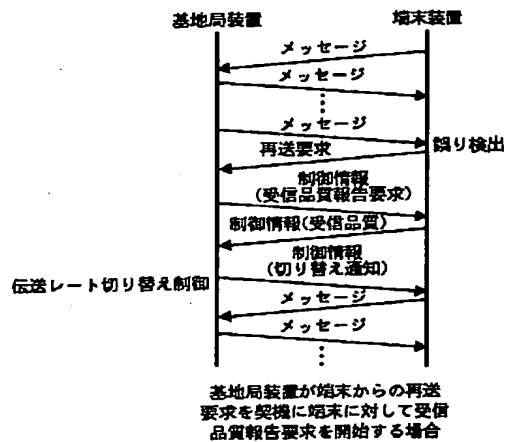 基地局装置
端末装置
メッセージ
メッセージ
メッセージ
誤り検出
再送要求
制御情報
(受信品質報告要求)
制御情報(受信品質)
制御情報
(切り替え通知)
伝送レート切り替え制御
メッセージ
メッセージ
基地局装置が端末からの再送
要求を契機に端末に対して受信
品質報告要求を開始する場合